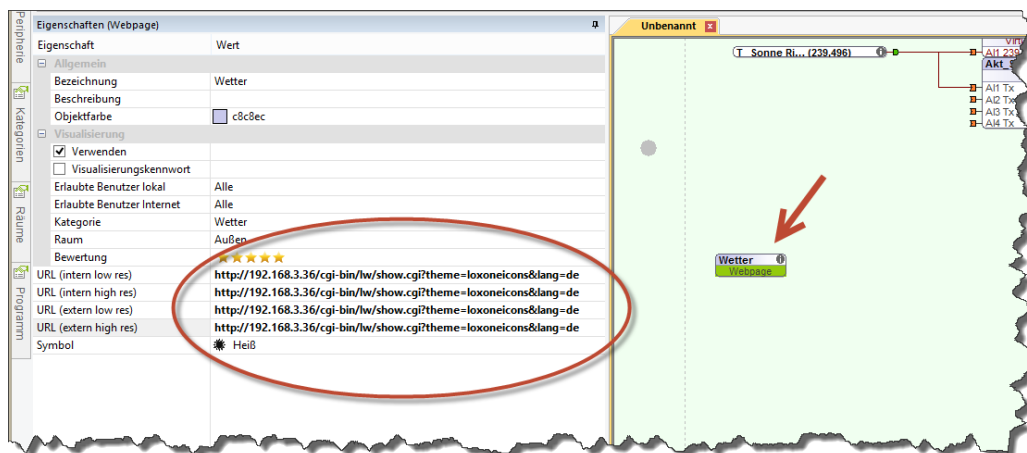 Peripherie
Kategorien
Räume
Programm
Eigenschaften (Webpage)
Eigenschaft Wert
Allgemein
Bezeichnung Wetter
Beschreibung
Objektfarbe c8c8ec
Visualisierung
Verwenden
Visualisierungskennwort
Erlaubte Benutzer lokal Alle
Erlaubte Benutzer Internet Alle
Kategorie Wetter
Raum Außen
Bewertung
URL (intern low res) http://192.168.3.36/cgi-bin/lw/show.cgi?theme=loxoneicons&lang=de
URL (intern high res) http://192.168.3.36/cgi-bin/lw/show.cgi?theme=loxoneicons&lang=de
URL (extern low res) http://192.168.3.36/cgi-bin/lw/show.cgi?theme=loxoneicons&lang=de
URL (extern high res) http://192.168.3.36/cgi-bin/lw/show.cgi?theme=loxoneicons&lang=de
Symbol Heiß
Unbenannt
T Sonne Ri... (239,496)
AI1 239
AI1 Tx
AI2 Tx
AI3 Tx
AI4 Tx
Wetter
Webpage